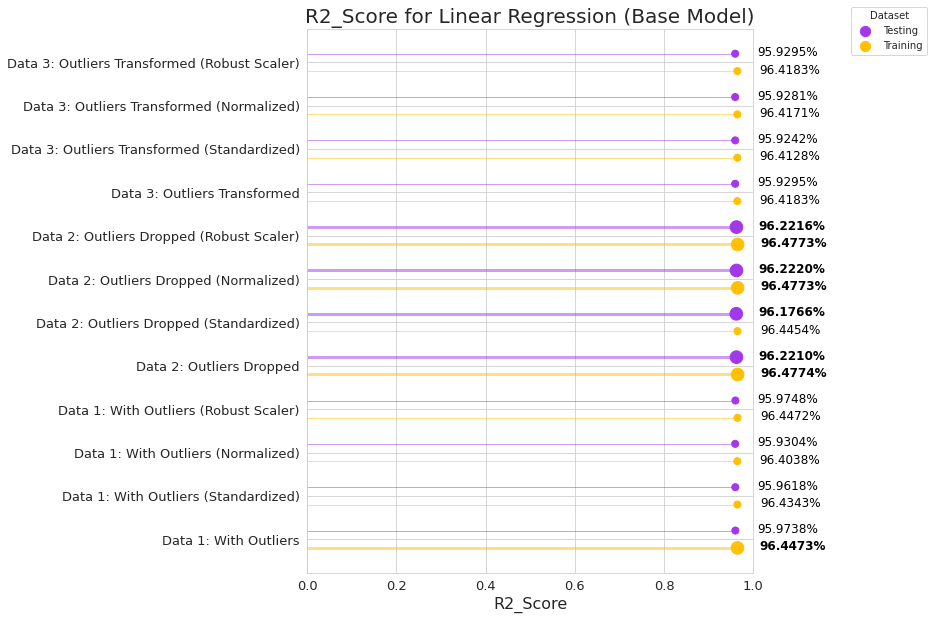 R2_Score for Linear Regression (Base Model)
Dataset
Testing
Training
Data 3: Outliers Transformed (Robust Scaler)
95.9295%
96.4183%
Data 3: Outliers Transformed (Normalized)
95.9281%
96.4171%
Data 3: Outliers Transformed (Standardized)
95.9242%
96.4128%
Data 3: Outliers Transformed
95.9295%
96.4183%
Data 2: Outliers Dropped (Robust Scaler)
96.2216%
96.4773%
Data 2: Outliers Dropped (Normalized)
96.2220%
96.4773%
Data 2: Outliers Dropped (Standardized)
96.1766%
96.4454%
Data 2: Outliers Dropped
96.2210%
96.4774%
Data 1: With Outliers (Robust Scaler)
95.9748%
96.4472%
Data 1: With Outliers (Normalized)
95.9304%
96.4038%
Data 1: With Outliers (Standardized)
95.9618%
96.4343%
Data 1: With Outliers
95.9738%
96.4473%
0.0 0.2 0.4 0.6 0.8 1.0
R2_Score